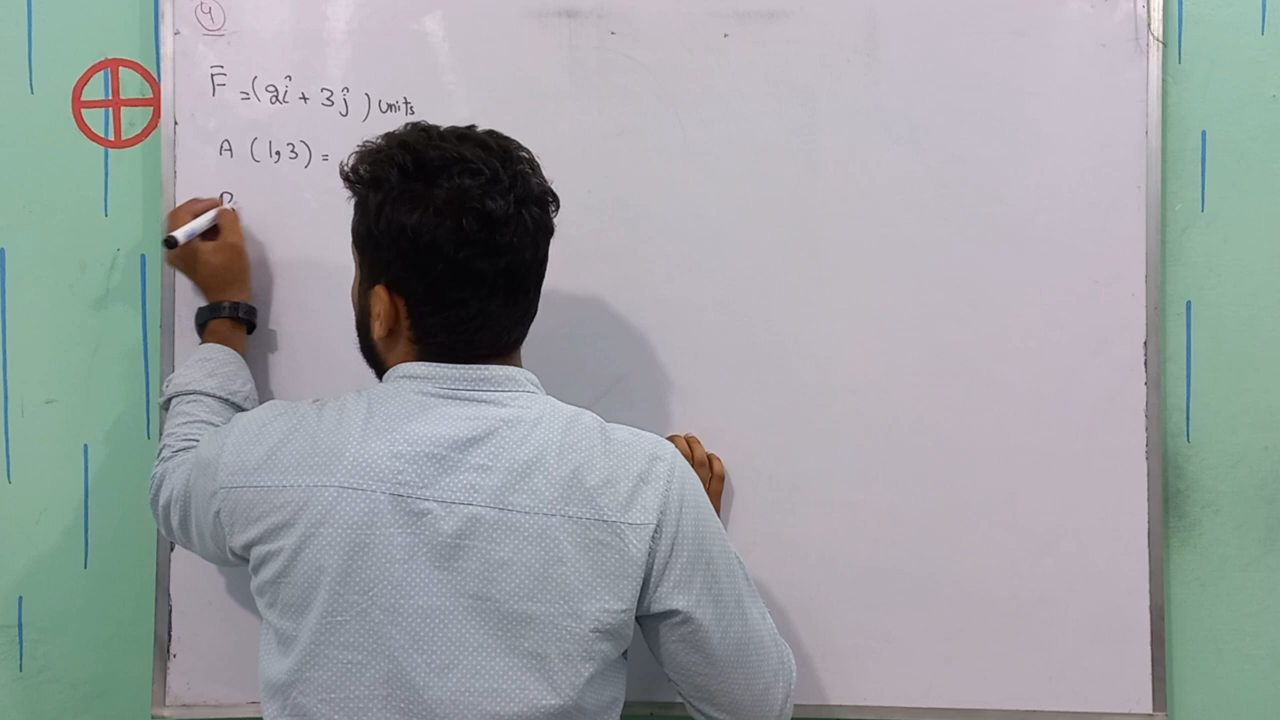 4
F̄ = (2î + 3ĵ) units
A (1,3) =